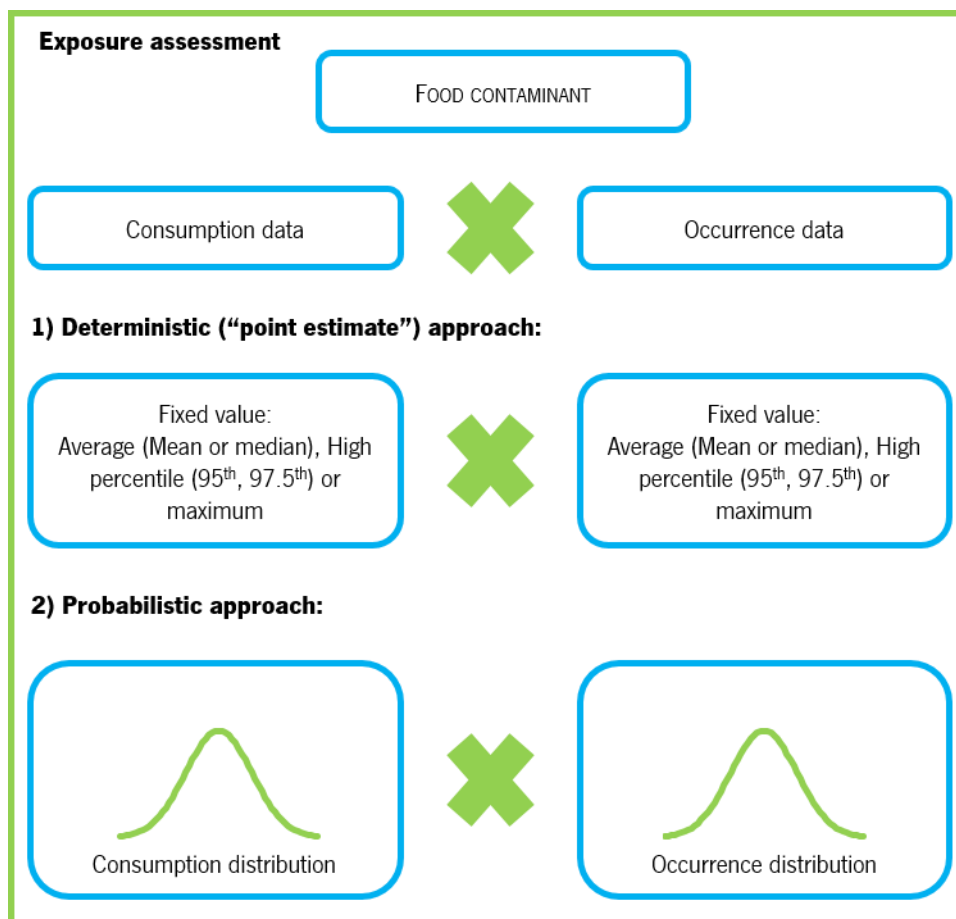 Exposure assessment
FOOD CONTAMINANT
Consumption data
Occurrence data
1) Deterministic (“point estimate”) approach:
Fixed value:
Average (Mean or median), High
percentile (95th, 97.5th) or
maximum
Fixed value:
Average (Mean or median), High
percentile (95th, 97.5th) or
maximum
2) Probabilistic approach:
Consumption distribution
Occurrence distribution